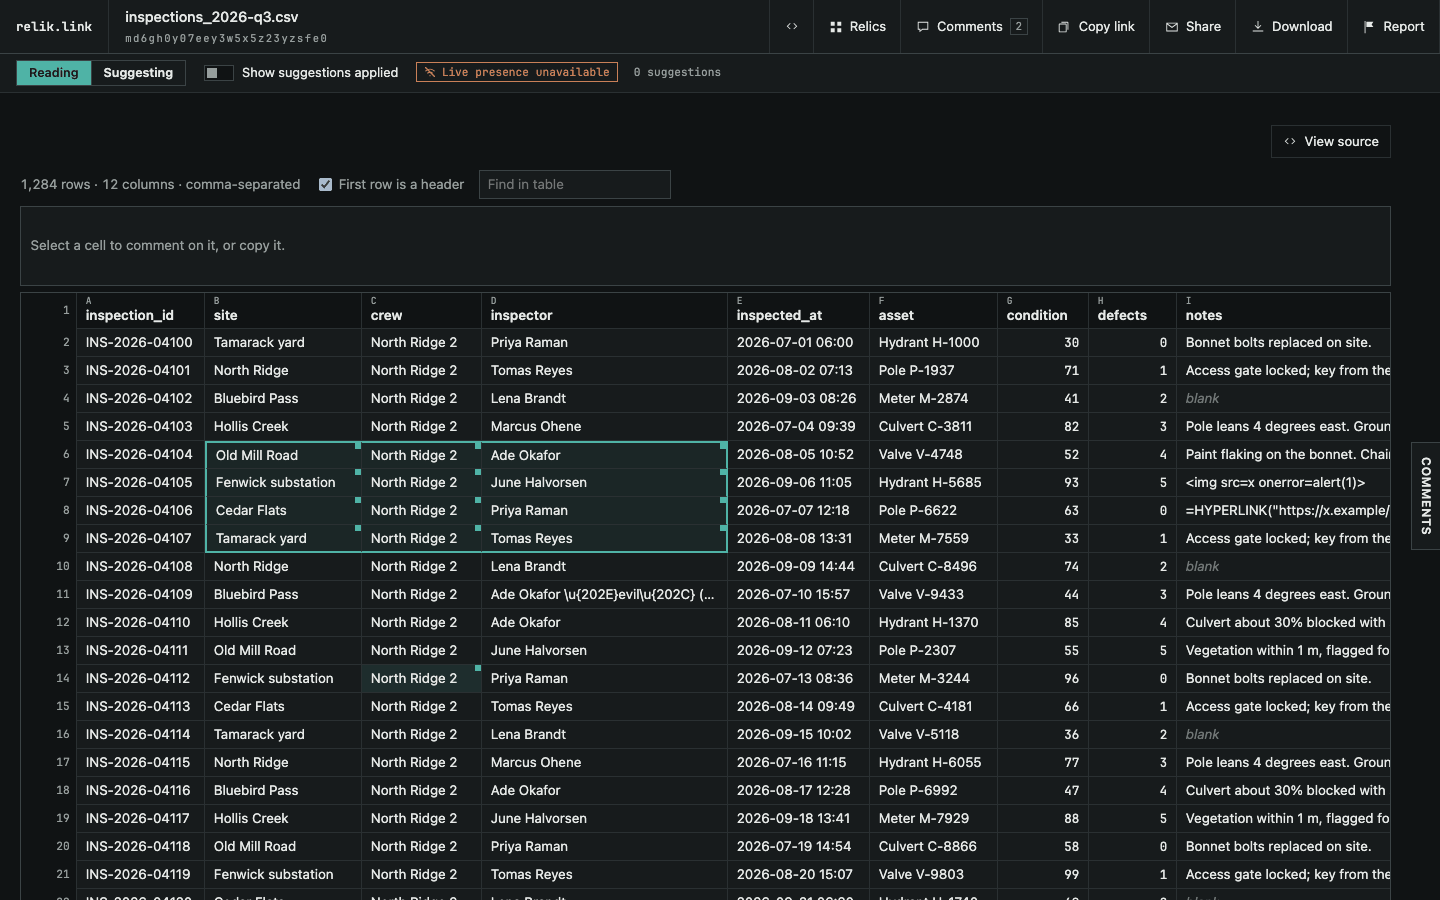 relik.link
inspections_2026-q3.csv
md6gh0y07eey3w5x5z23yzsfe0
<> Relics Comments 2 Copy link Share Download Report
Reading Suggesting Show suggestions applied Live presence unavailable 0 suggestions
<> View source
1,284 rows · 12 columns · comma-separated First row is a header Find in table
Select a cell to comment on it, or copy it.
A B C D E F G H I
1 inspection_id site crew inspector inspected_at asset condition defects notes
2 INS-2026-04100 Tamarack yard North Ridge 2 Priya Raman 2026-07-01 06:00 Hydrant H-1000 30 0 Bonnet bolts replaced on site.
3 INS-2026-04101 North Ridge North Ridge 2 Tomas Reyes 2026-08-02 07:13 Pole P-1937 71 1 Access gate locked; key from the
4 INS-2026-04102 Bluebird Pass North Ridge 2 Lena Brandt 2026-09-03 08:26 Meter M-2874 41 2 blank
5 INS-2026-04103 Hollis Creek North Ridge 2 Marcus Ohene 2026-07-04 09:39 Culvert C-3811 82 3 Pole leans 4 degrees east. Groun
6 INS-2026-04104 Old Mill Road North Ridge 2 Ade Okafor 2026-08-05 10:52 Valve V-4748 52 4 Paint flaking on the bonnet. Chai
7 INS-2026-04105 Fenwick substation North Ridge 2 June Halvorsen 2026-09-06 11:05 Hydrant H-5685 93 5 <img src=x onerror=alert(1)>
8 INS-2026-04106 Cedar Flats North Ridge 2 Priya Raman 2026-07-07 12:18 Pole P-6622 63 0 =HYPERLINK("https://x.example/
9 INS-2026-04107 Tamarack yard North Ridge 2 Tomas Reyes 2026-08-08 13:31 Meter M-7559 33 1 Access gate locked; key from the
10 INS-2026-04108 North Ridge North Ridge 2 Lena Brandt 2026-09-09 14:44 Culvert C-8496 74 2 blank
11 INS-2026-04109 Bluebird Pass North Ridge 2 Ade Okafor \u{202E}evil\u{202C} (... 2026-07-10 15:57 Valve V-9433 44 3 Pole leans 4 degrees east. Groun
12 INS-2026-04110 Hollis Creek North Ridge 2 Ade Okafor 2026-08-11 06:10 Hydrant H-1370 85 4 Culvert about 30% blocked with
13 INS-2026-04111 Old Mill Road North Ridge 2 June Halvorsen 2026-09-12 07:23 Pole P-2307 55 5 Vegetation within 1 m, flagged fo
14 INS-2026-04112 Fenwick substation North Ridge 2 Priya Raman 2026-07-13 08:36 Meter M-3244 96 0 Bonnet bolts replaced on site.
15 INS-2026-04113 Cedar Flats North Ridge 2 Tomas Reyes 2026-08-14 09:49 Culvert C-4181 66 1 Access gate locked; key from the
16 INS-2026-04114 Tamarack yard North Ridge 2 Lena Brandt 2026-09-15 10:02 Valve V-5118 36 2 blank
17 INS-2026-04115 North Ridge North Ridge 2 Marcus Ohene 2026-07-16 11:15 Hydrant H-6055 77 3 Pole leans 4 degrees east. Groun
18 INS-2026-04116 Bluebird Pass North Ridge 2 Ade Okafor 2026-08-17 12:28 Pole P-6992 47 4 Culvert about 30% blocked with
19 INS-2026-04117 Hollis Creek North Ridge 2 June Halvorsen 2026-09-18 13:41 Meter M-7929 88 5 Vegetation within 1 m, flagged fo
20 INS-2026-04118 Old Mill Road North Ridge 2 Priya Raman 2026-07-19 14:54 Culvert C-8866 58 0 Bonnet bolts replaced on site.
21 INS-2026-04119 Fenwick substation North Ridge 2 Tomas Reyes 2026-08-20 15:07 Valve V-9803 99 1 Access gate locked; key from the
COMMENTS